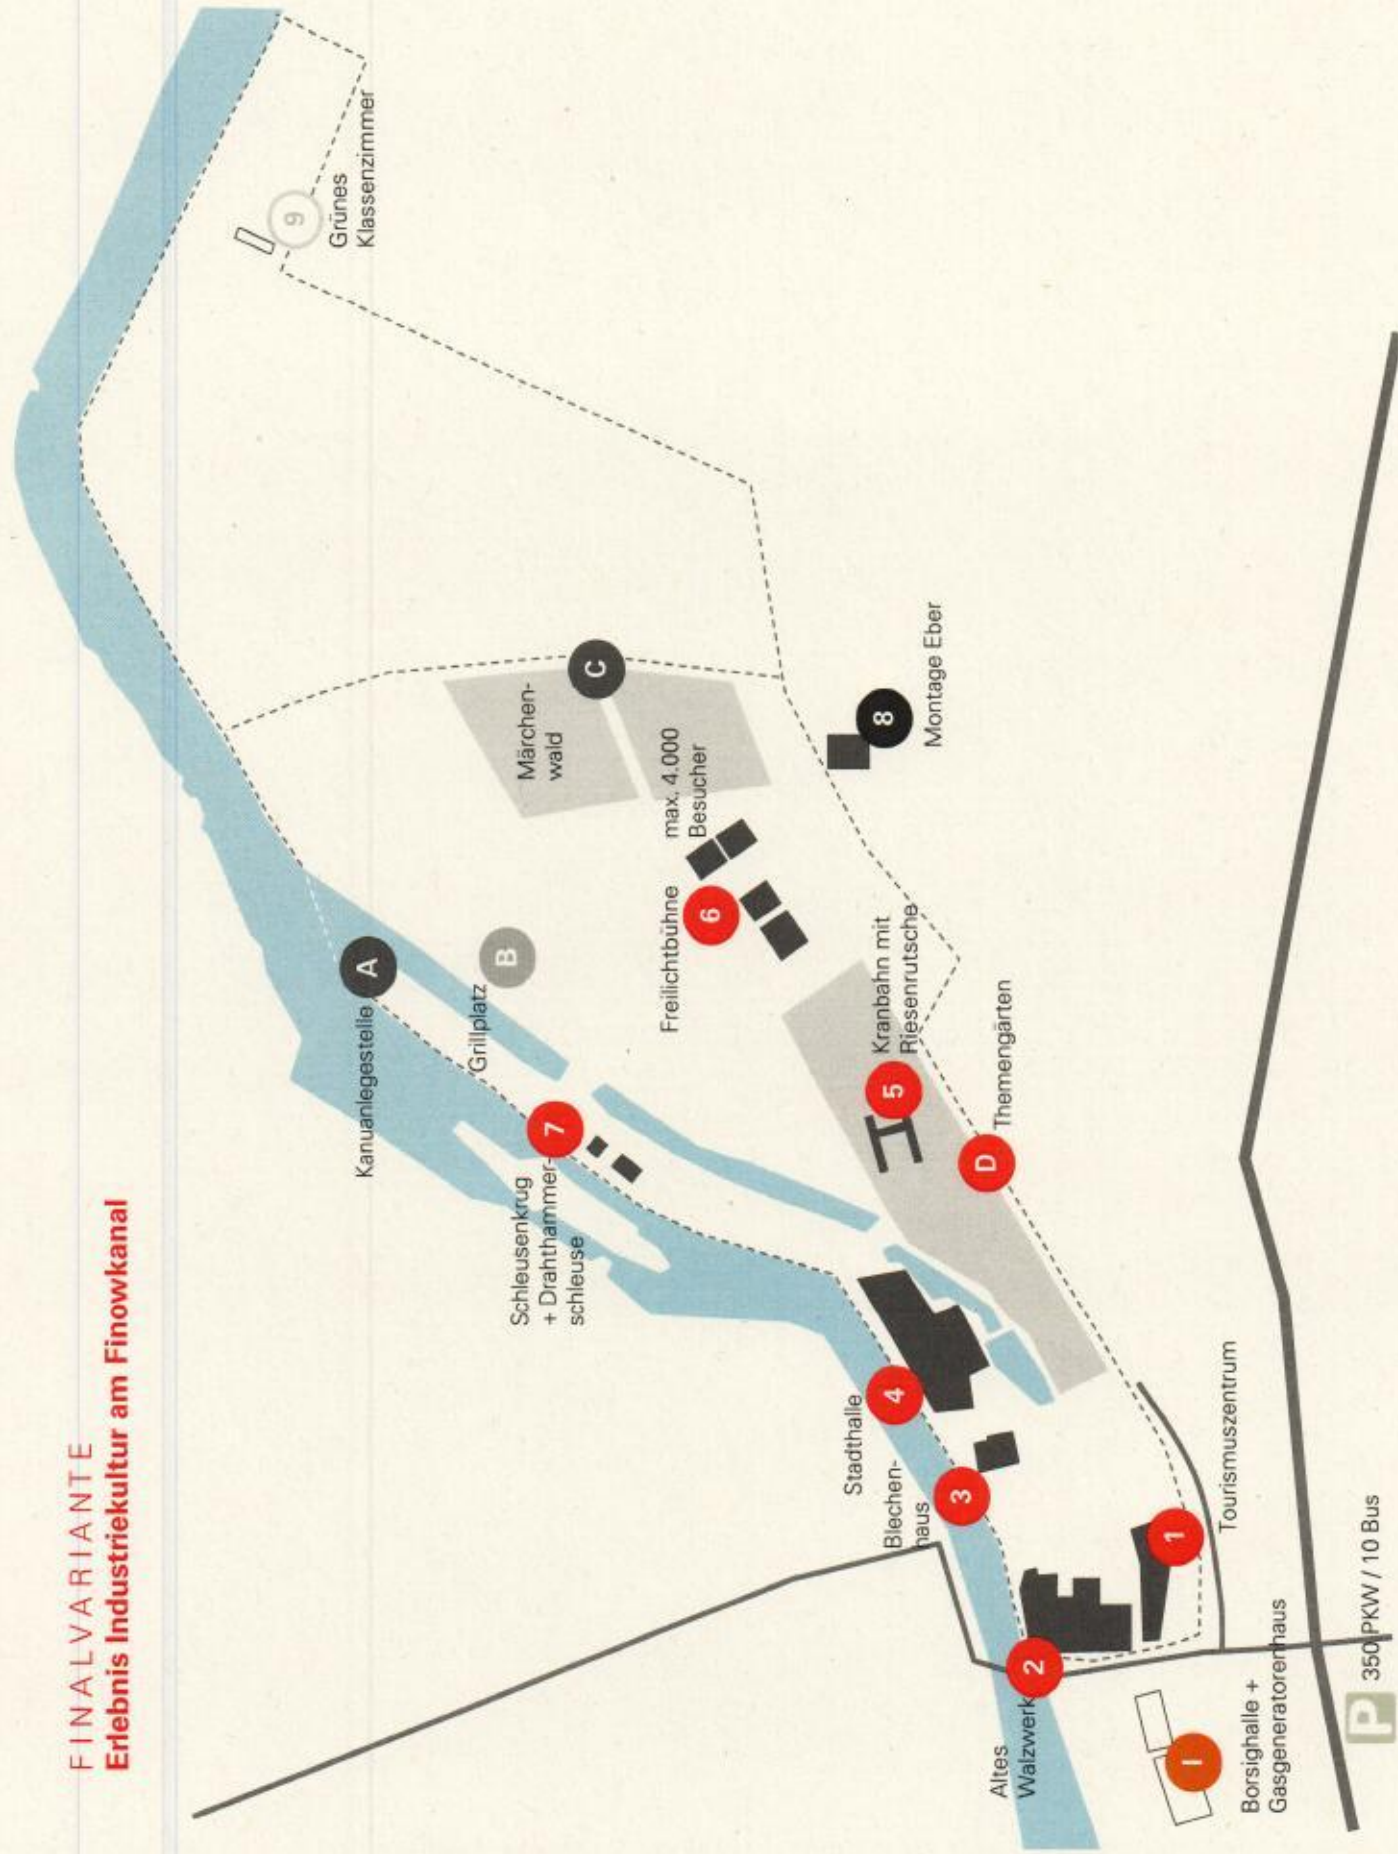 FINALVARIANTE
Erlebnis Industriekultur am Finowkanal
Kanuanlegestelle
A
Grillplatz
B
Schleusenkrug
+ Drahthammer-
schleuse
7
Märchen-
wald
C
max. 4.000
Besucher
Freilichtbühne
6
Grünes
Klassenzimmer
9
Montage Eber
8
Kranbahn mit
Riesenrutsche
5
Themengärten
D
Stadthalle
4
Blechen-
haus
3
Altes
Walzwerk
2
Tourismuszentrum
1
Borsighalle +
Gasgeneratorenhaus
I
P
350 PKW / 10 Bus